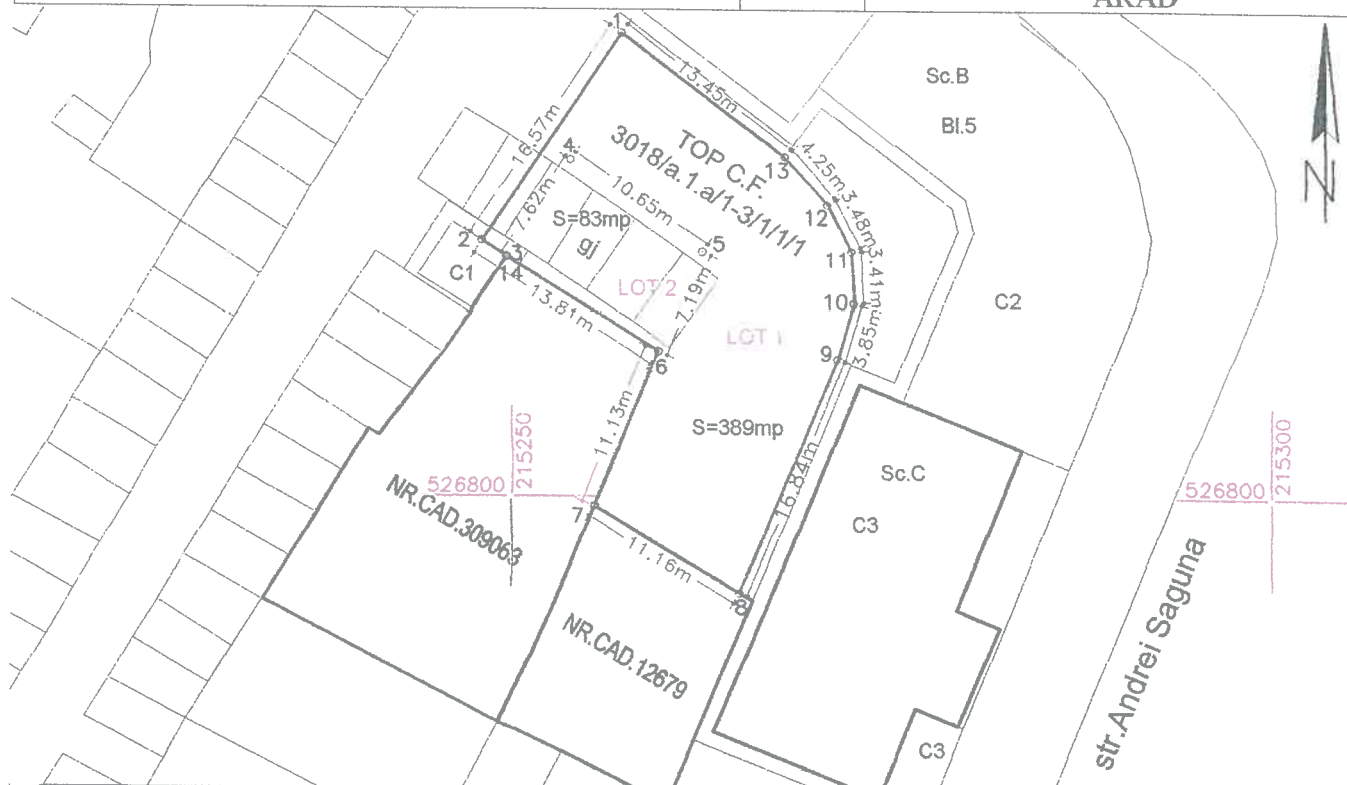 ARAD
1
13.45m
Sc.B
Bl.5
16.57m
TOP C.F.
3018/a.1.a/1-3/1/1/1
13
4.25m
4
7.62m
10.65m
S=83mp
gj
12
3.48m
2
3
14
C1
5
11
3.41m
13.81m
LOT 2
7.19m
10
C2
LOT 1
3.85m
9
6
11.13m
S=389mp
526800
215250
16.84m
Sc.C
C3
526800
215300
NR.CAD.309063
7
11.16m
8
NR.CAD.12679
str.Andrei Saguna
C3
N